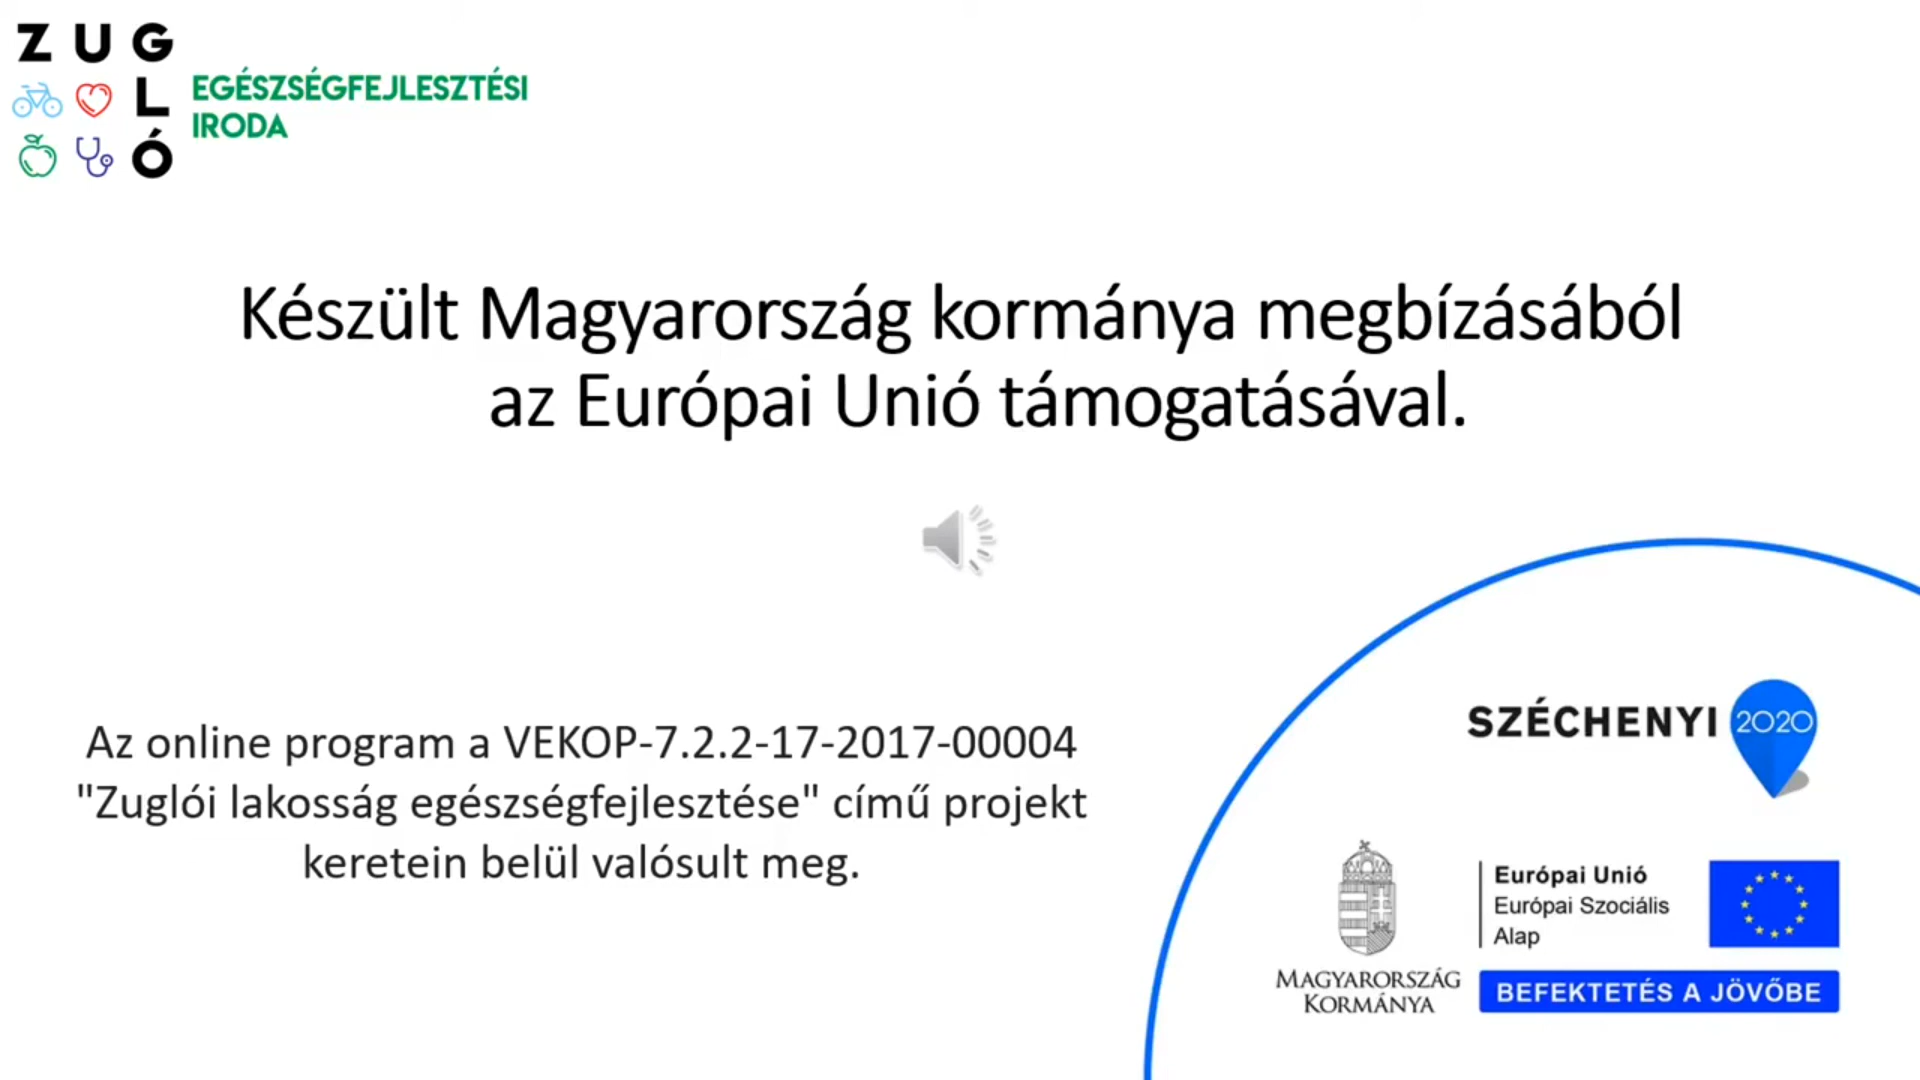 ZUG
L
Ó
EGÉSZSÉGFEJLESZTÉSI
IRODA
Készült Magyarország kormánya megbízásából
az Európai Unió támogatásával.
Az online program a VEKOP-7.2.2-17-2017-00004
"Zuglói lakosság egészségfejlesztése" című projekt
keretein belül valósult meg.
SZÉCHENYI 2020
MAGYARORSZÁG
KORMÁNYA
Európai Unió
Európai Szociális
Alap
BEFEKTETÉS A JÖVŐBE